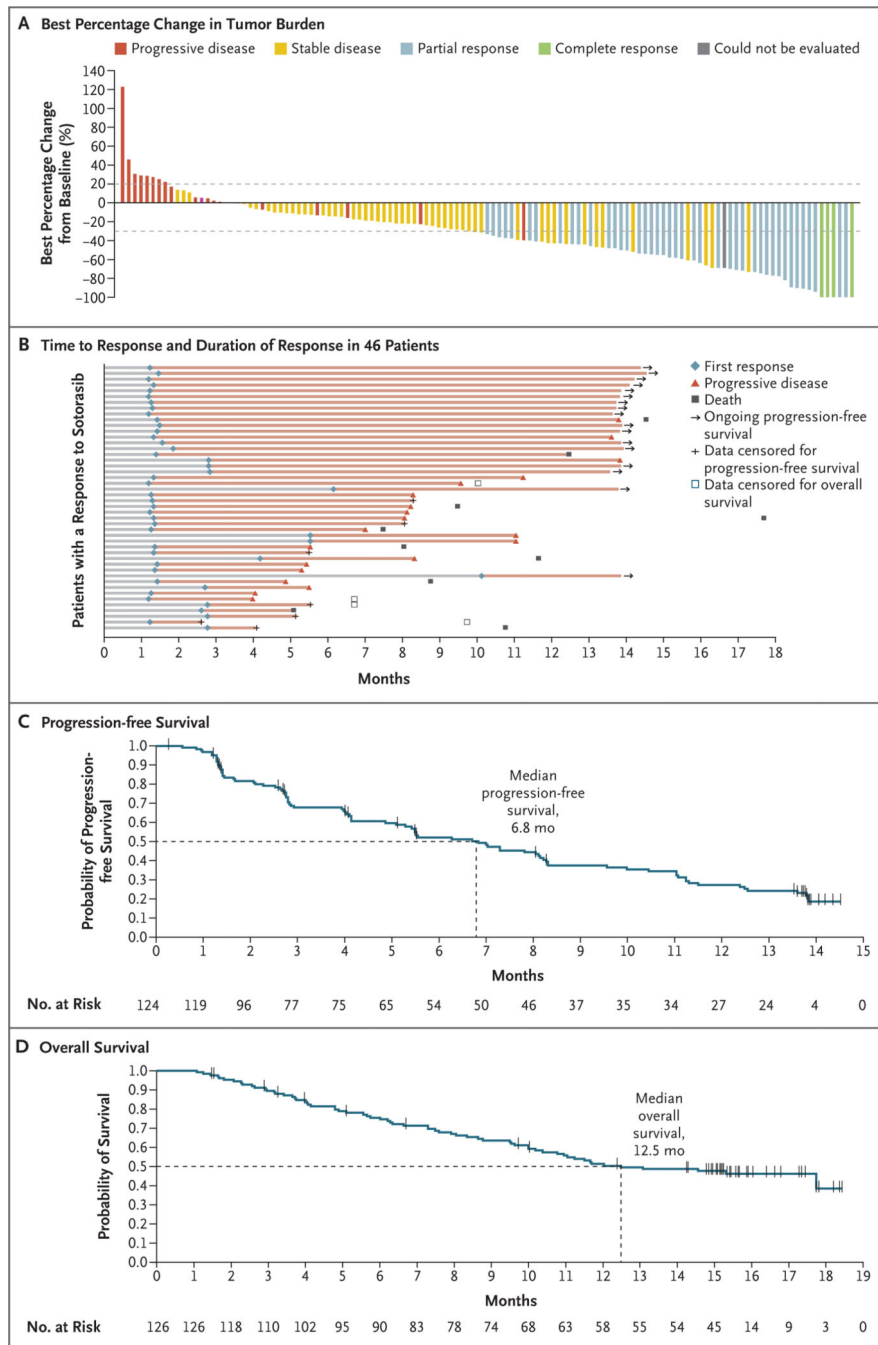 A Best Percentage Change in Tumor Burden
Progressive disease Stable disease Partial response Complete response Could not be evaluated
Best Percentage Change
from Baseline (%)
140
120
100
80
60
40
20
0
−20
−40
−60
−80
−100
B Time to Response and Duration of Response in 46 Patients
Patients with a Response to Sotorasib
First response
Progressive disease
Death
Ongoing progression-free
survival
Data censored for
progression-free survival
Data censored for overall
survival
0 1 2 3 4 5 6 7 8 9 10 11 12 13 14 15 16 17 18
Months
C Progression-free Survival
Probability of Progression-
free Survival
1.0
0.9
0.8
0.7
0.6
0.5
0.4
0.3
0.2
0.1
0.0
Median
progression-free
survival,
6.8 mo
0 1 2 3 4 5 6 7 8 9 10 11 12 13 14 15
Months
No. at Risk 124 119 96 77 75 65 54 50 46 37 35 34 27 24 4 0
D Overall Survival
Probability of Survival
1.0
0.9
0.8
0.7
0.6
0.5
0.4
0.3
0.2
0.1
0.0
Median
overall
survival,
12.5 mo
0 1 2 3 4 5 6 7 8 9 10 11 12 13 14 15 16 17 18 19
Months
No. at Risk 126 126 118 110 102 95 90 83 78 74 68 63 58 55 54 45 14 9 3 0